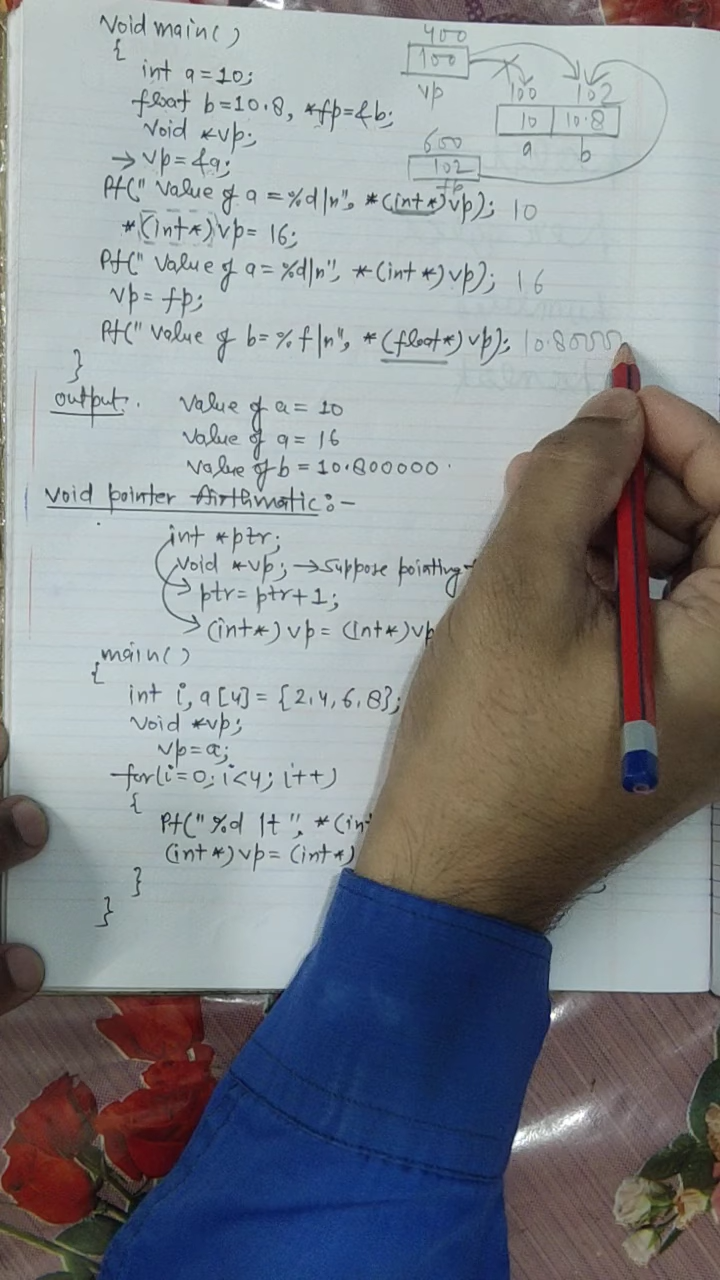 void main()
{
int a=10;
float b=10.8, *fp=&b;
void *vp;
→ vp=&a;
Pf("Value of a=%d\n", *(int*)vp); 10
*(int*)vp=16;
Pf("Value of a=%d\n", *(int*)vp); 16
vp=fp;
Pf("Value of b=%f\n", *(float*)vp); 10.80000
}
400
100
vp
100 102
10 10.8
a b
600
102
fp
output:
Value of a=10
Value of a=16
Value of b=10.800000.
Void pointer Airthmatic:-
int *ptr;
Void *vp; → Suppose pointing
ptr=ptr+1;
(int*)vp=(int*)vp
main()
{
int i, a[4]={2,4,6,8};
Void *vp;
vp=a;
for(i=0; i<4; i++)
{
Pf("%d \t", *(int
(int*)vp=(int*)
}
}